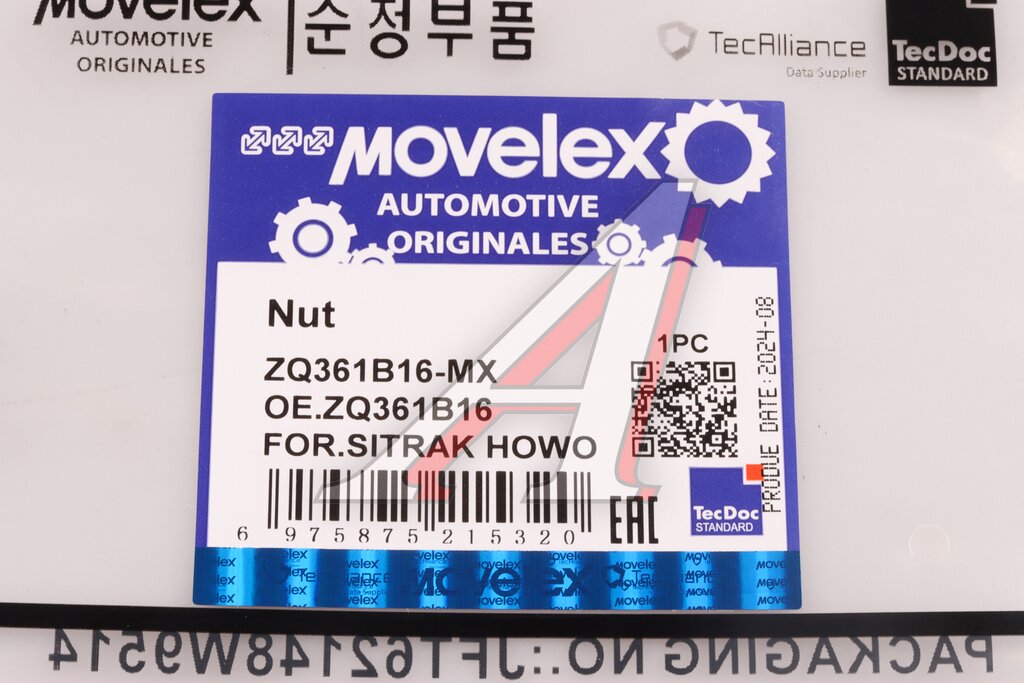 MOVELEX
AUTOMOTIVE
ORIGINALES
순정부품
TecAlliance
Data Supplier
TecDoc
STANDARD
MOVELEX
AUTOMOTIVE
ORIGINALES
Nut
ZQ361B16-MX
OE.ZQ361B16
FOR.SITRAK HOWO
1PC
PRODUE DATE:2024-08
6 975875 215320
EAC
TecDoc
STANDARD
MOVELEX
PACKAGING NO.:JFT62148W9514